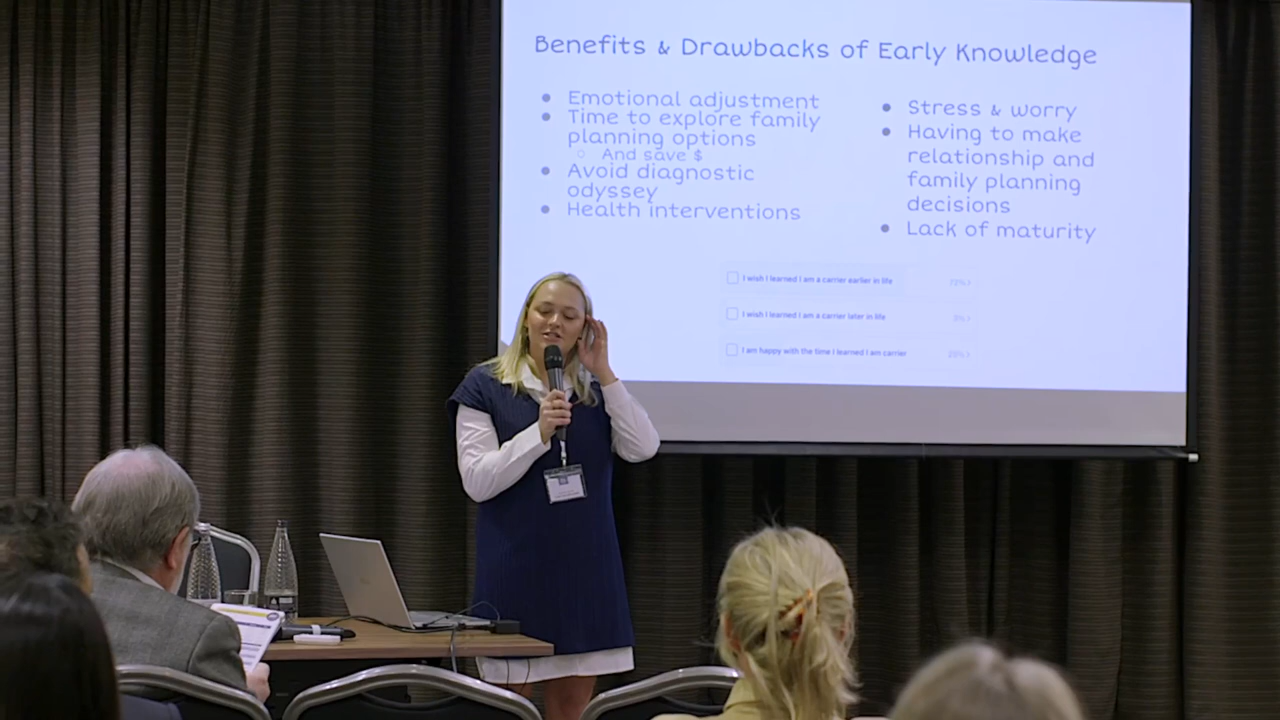 Benefits & Drawbacks of Early Knowledge
Emotional adjustment
Time to explore family
planning options
And save $
Avoid diagnostic
odyssey
Health interventions
Stress & worry
Having to make
relationship and
family planning
decisions
Lack of maturity
I wish I learned I am a carrier earlier in life
I wish I learned I am a carrier later in life
I am happy with the time I learned I am carrier